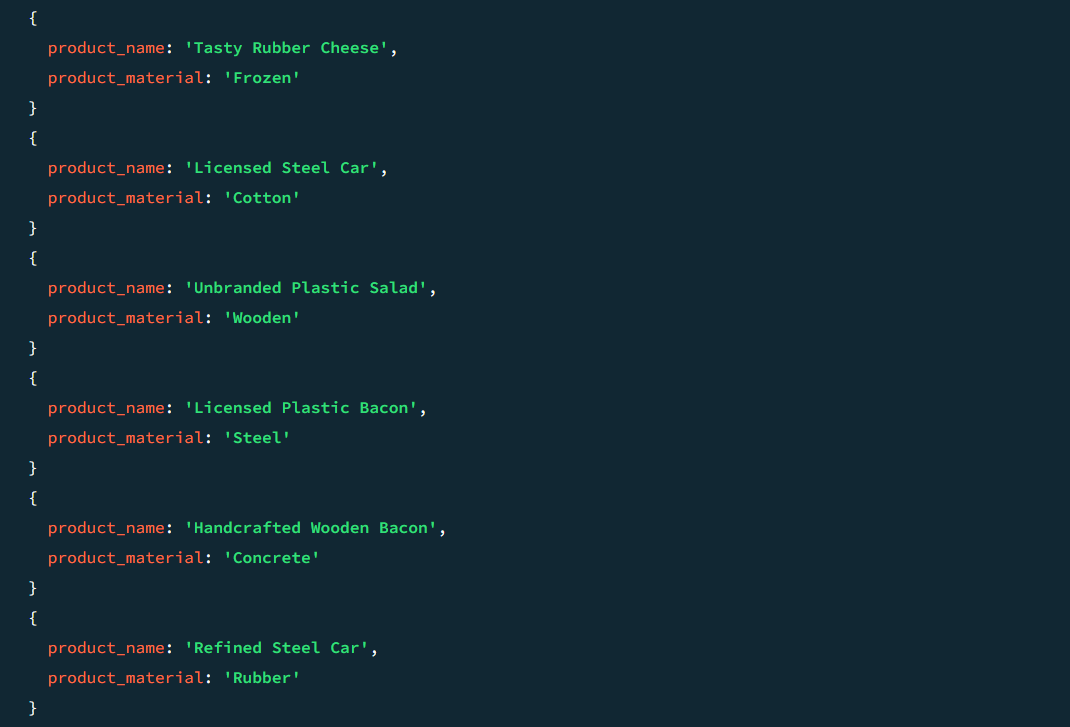 {
product_name: 'Tasty Rubber Cheese',
product_material: 'Frozen'
}
{
product_name: 'Licensed Steel Car',
product_material: 'Cotton'
}
{
product_name: 'Unbranded Plastic Salad',
product_material: 'Wooden'
}
{
product_name: 'Licensed Plastic Bacon',
product_material: 'Steel'
}
{
product_name: 'Handcrafted Wooden Bacon',
product_material: 'Concrete'
}
{
product_name: 'Refined Steel Car',
product_material: 'Rubber'
}